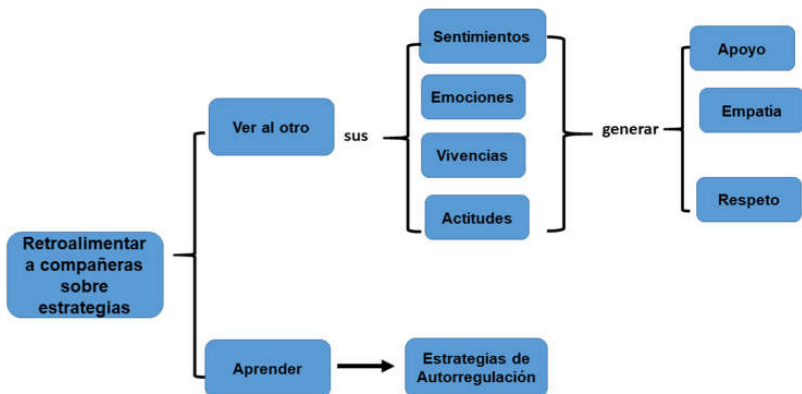 Retroalimentar
a compañeras
sobre
estrategias
Ver al otro
sus
Sentimientos
Emociones
Vivencias
Actitudes
generar
Apoyo
Empatia
Respeto
Aprender
Estrategias de
Autorregulación